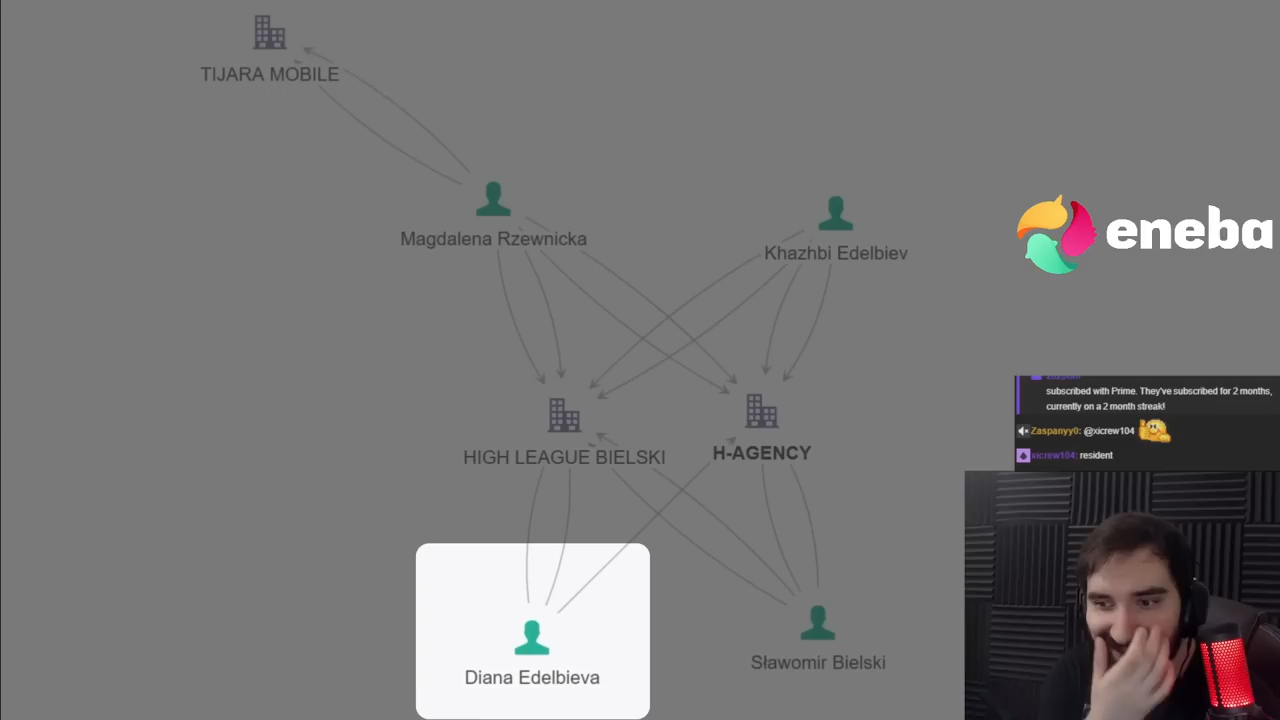 TIJARA MOBILE
Magdalena Rzewnicka
Khazhbi Edelbiev
eneba
HIGH LEAGUE BIELSKI
H-AGENCY
subscribed with Prime. They've subscribed for 2 months,
currently on a 2 month streak!
Zaspanyy0: @xicrew104
xicrew104: resident
Diana Edelbieva
Sławomir Bielski